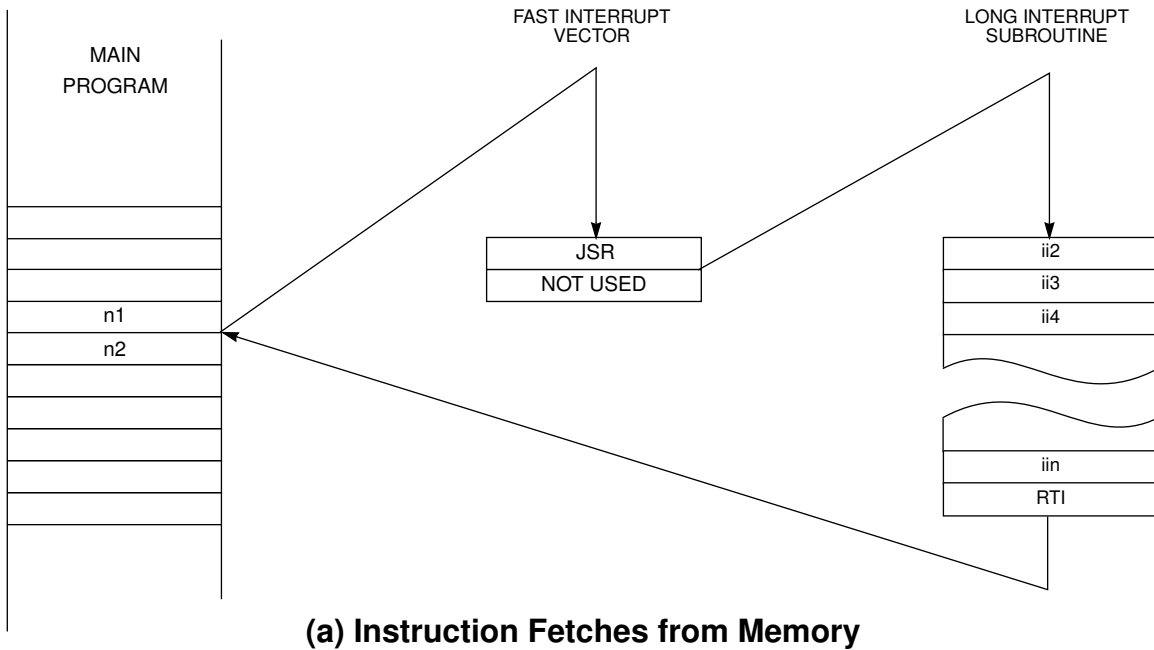 FAST INTERRUPT
VECTOR
LONG INTERRUPT
SUBROUTINE
MAIN
PROGRAM
JSR
NOT USED
ii2
ii3
ii4
n1
n2
iin
RTI
(a) Instruction Fetches from Memory